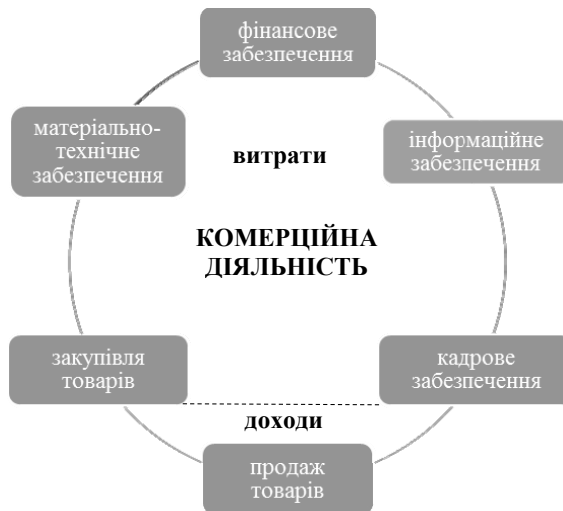 фінансове
забезпечення
матеріально-
технічне
забезпечення
витрати
інформаційне
забезпечення
КОМЕРЦІЙНА
ДІЯЛЬНІСТЬ
закупівля
товарів
кадрове
забезпечення
доходи
продаж
товарів